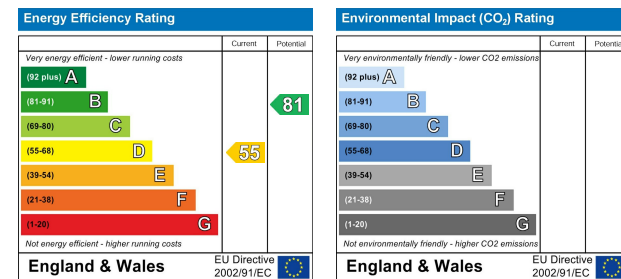 Energy Efficiency Rating
Current Potential
Very energy efficient - lower running costs
(92 plus) A
(81-91) B
81
(69-80) C
(55-68) D
55
(39-54) E
(21-38) F
(1-20) G
Not energy efficient - higher running costs
England & Wales
EU Directive
2002/91/EC
Environmental Impact (CO₂) Rating
Current Potential
Very environmentally friendly - lower CO2 emissions
(92 plus) A
(81-91) B
(69-80) C
(55-68) D
(39-54) E
(21-38) F
(1-20) G
Not environmentally friendly - higher CO2 emissions
England & Wales
EU Directive
2002/91/EC